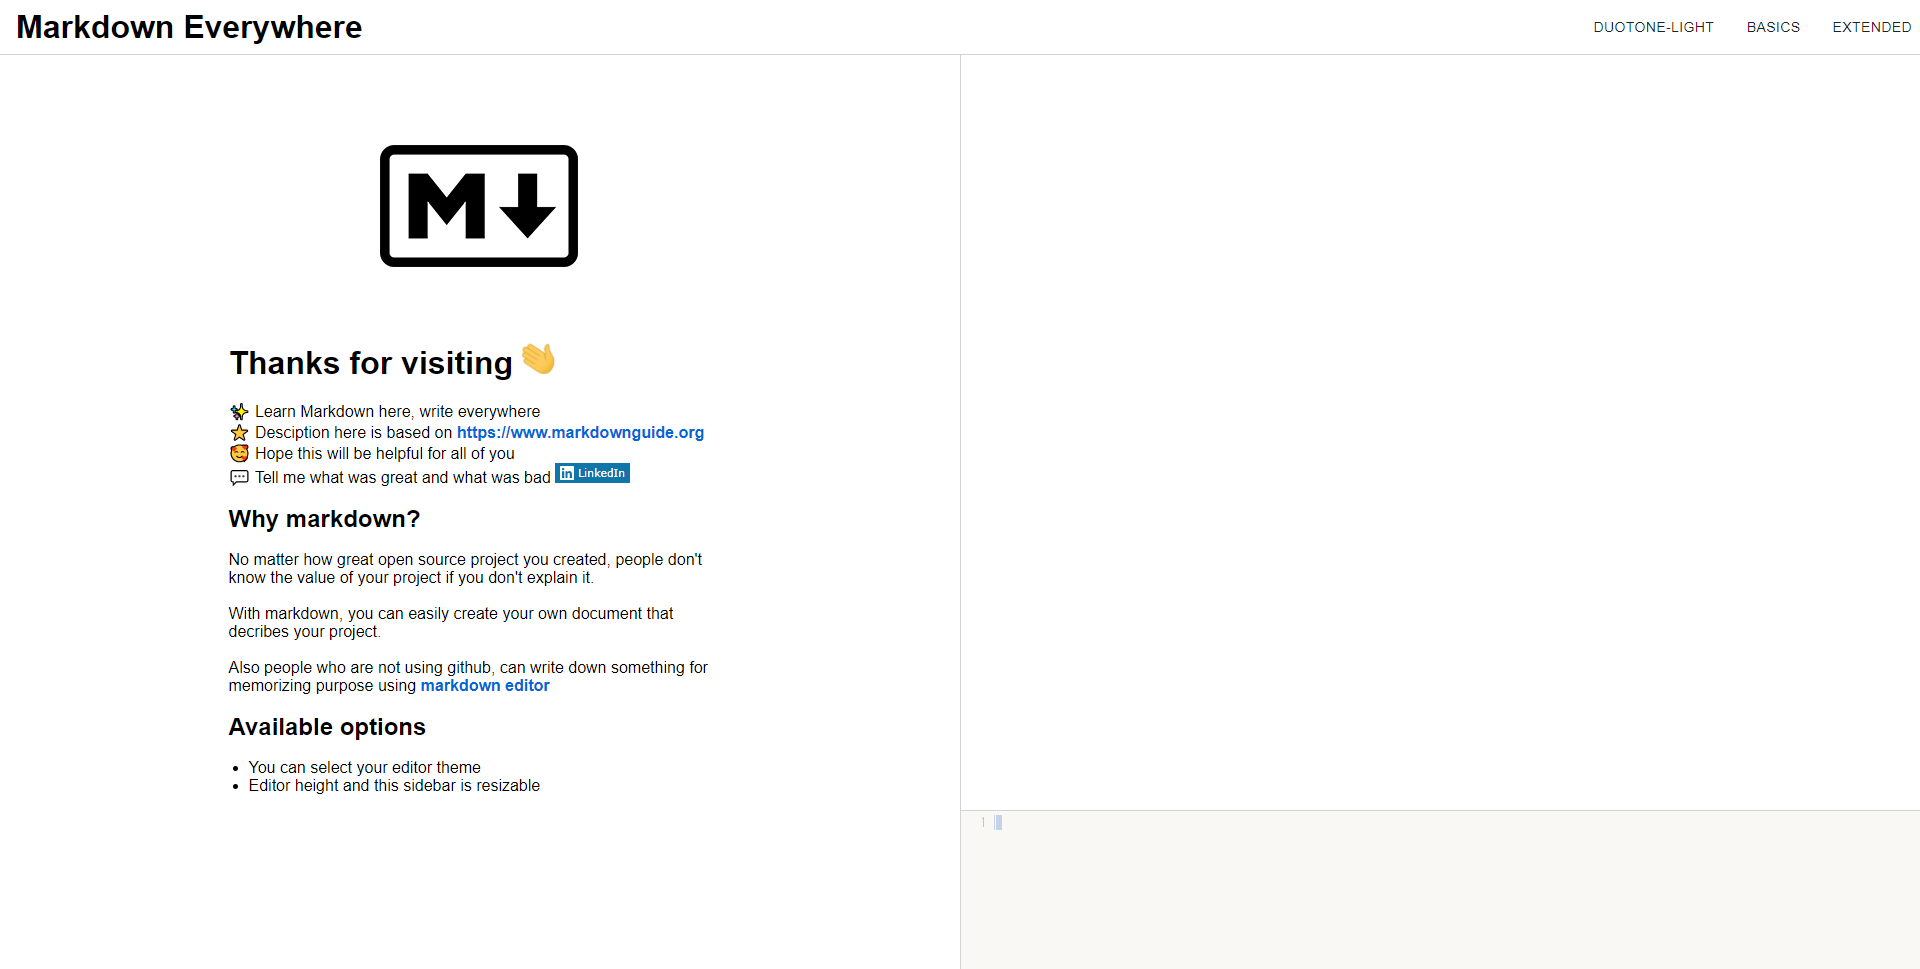 Markdown Everywhere
DUOTONE-LIGHT BASICS EXTENDED
M
Thanks for visiting 👏
✨ Learn Markdown here, write everywhere
⭐ Desciption here is based on https://www.markdownguide.org
🥰 Hope this will be helpful for all of you
💬 Tell me what was great and what was bad in LinkedIn
Why markdown?
No matter how great open source project you created, people don't
know the value of your project if you don't explain it.
With markdown, you can easily create your own document that
decribes your project.
Also people who are not using github, can write down something for
memorizing purpose using markdown editor
Available options
• You can select your editor theme
• Editor height and this sidebar is resizable
1